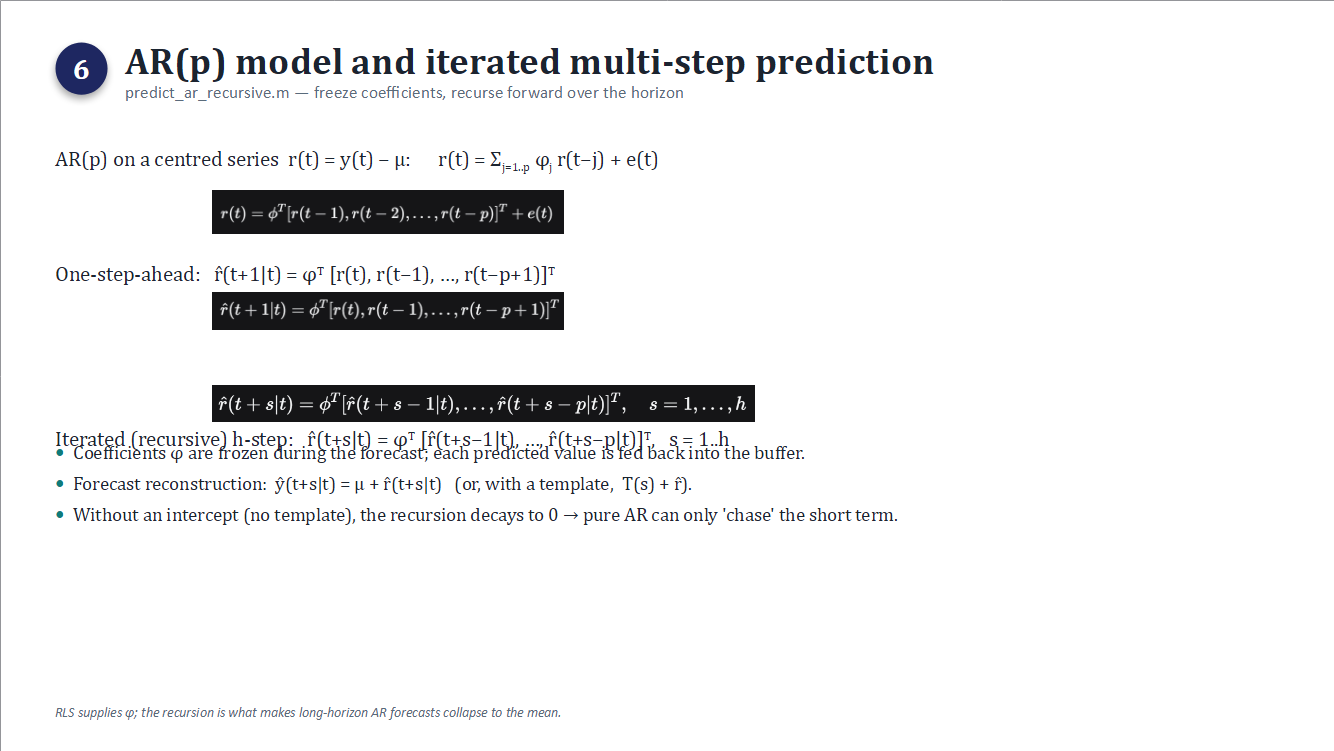 6
AR(p) model and iterated multi-step prediction
predict_ar_recursive.m — freeze coefficients, recurse forward over the horizon
AR(p) on a centred series r(t) = y(t) − μ: r(t) = Σⱼ₌₁..ₚ φⱼ r(t−j) + e(t)
r(t) = ϕᵀ[r(t − 1), r(t − 2), . . . , r(t − p)]ᵀ + e(t)
One-step-ahead: r̂(t+1|t) = φᵀ [r(t), r(t−1), …, r(t−p+1)]ᵀ
r̂(t + 1|t) = ϕᵀ[r(t), r(t − 1), . . . , r(t − p + 1)]ᵀ
r̂(t + s|t) = ϕᵀ[r̂(t + s − 1|t), . . . , r̂(t + s − p|t)]ᵀ, s = 1, . . . , h
Iterated (recursive) h-step: r̂(t+s|t) = φᵀ [r̂(t+s−1|t), …, r̂(t+s−p|t)]ᵀ, s = 1..h
• Coefficients φ are frozen during the forecast; each predicted value is fed back into the buffer.
• Forecast reconstruction: ŷ(t+s|t) = μ + r̂(t+s|t) (or, with a template, T(s) + r̂).
• Without an intercept (no template), the recursion decays to 0 → pure AR can only 'chase' the short term.
RLS supplies φ; the recursion is what makes long-horizon AR forecasts collapse to the mean.